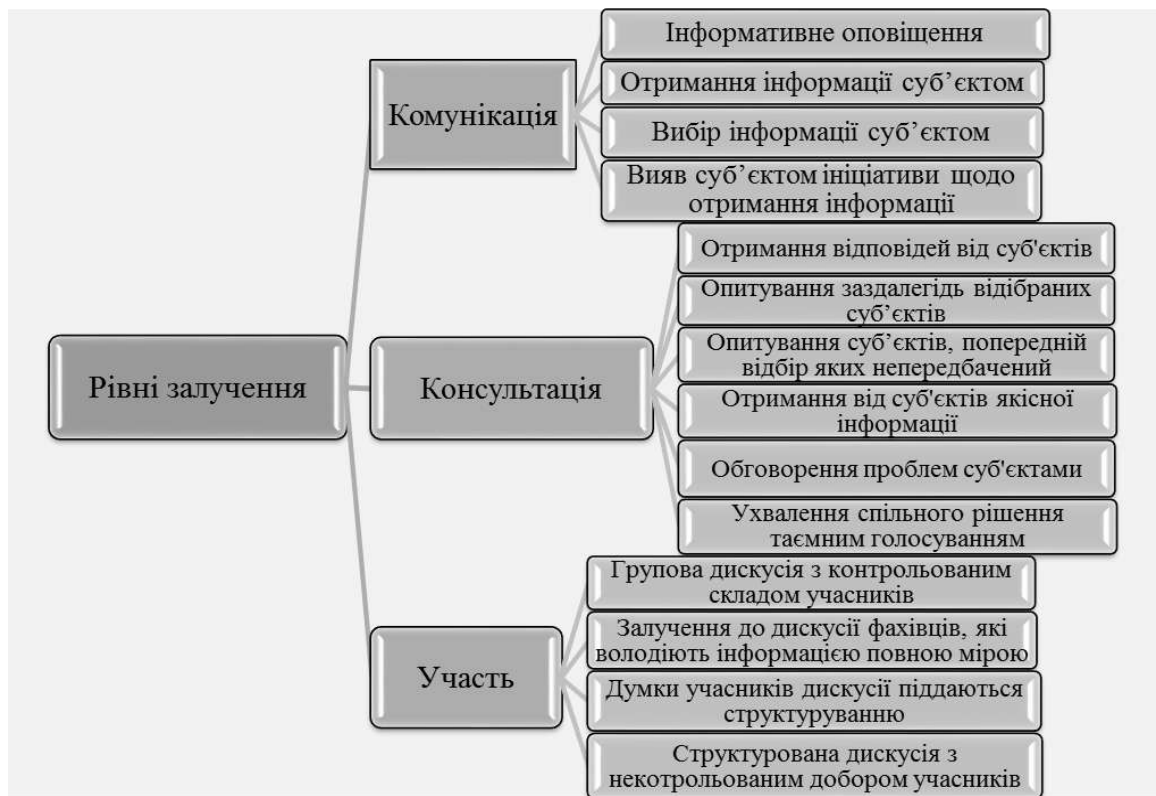 Рівні залучення
Комунікація
Інформативне оповіщення
Отримання інформації суб’єктом
Вибір інформації суб’єктом
Вияв суб’єктом ініціативи щодо
отримання інформації
Консультація
Отримання відповідей від суб'єктів
Опитування заздалегідь відібраних
суб’єктів
Опитування суб’єктів, попередній
відбір яких непередбачений
Отримання від суб'єктів якісної
інформації
Обговорення проблем суб'єктами
Ухвалення спільного рішення
таємним голосуванням
Участь
Групова дискусія з контрольованим
складом учасників
Залучення до дискусії фахівців, які
володіють інформацією повною мірою
Думки учасників дискусії піддаються
структуруванню
Структурована дискусія з
некотрольованим добором учасників